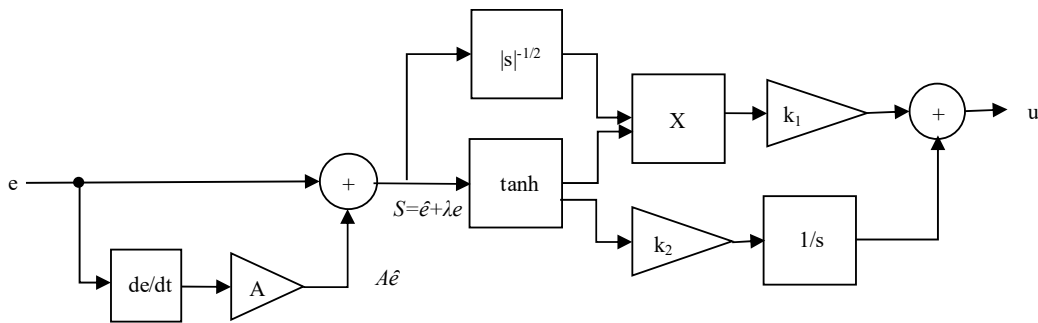 |s|-1/2
X
k1
+
u
e
+
S=ê+λe
tanh
k2
1/s
de/dt
A
Aê